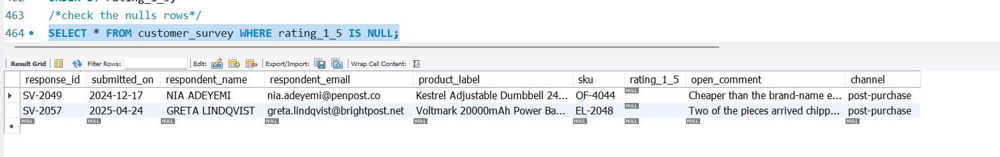 462 ORDER BY rating_1_5;
463 /*check the nulls rows*/
464 SELECT * FROM customer_survey WHERE rating_1_5 IS NULL;
Result Grid Filter Rows: Edit: Export/Import: Wrap Cell Content: IA
response_id submitted_on respondent_name respondent_email product_label sku rating_1_5 open_comment channel
SV-2049 2024-12-17 NIA ADEYEMI nia.adeyemi@penpost.co Kestrel Adjustable Dumbbell 24... OF-4044 NULL Cheaper than the brand-name e... post-purchase
SV-2057 2025-04-24 GRETA LINDQVIST greta.lindqvist@brightpost.net Voltmark 20000mAh Power Ba... EL-2048 NULL Two of the pieces arrived chipp... post-purchase
NULL NULL NULL NULL NULL NULL NULL NULL NULL